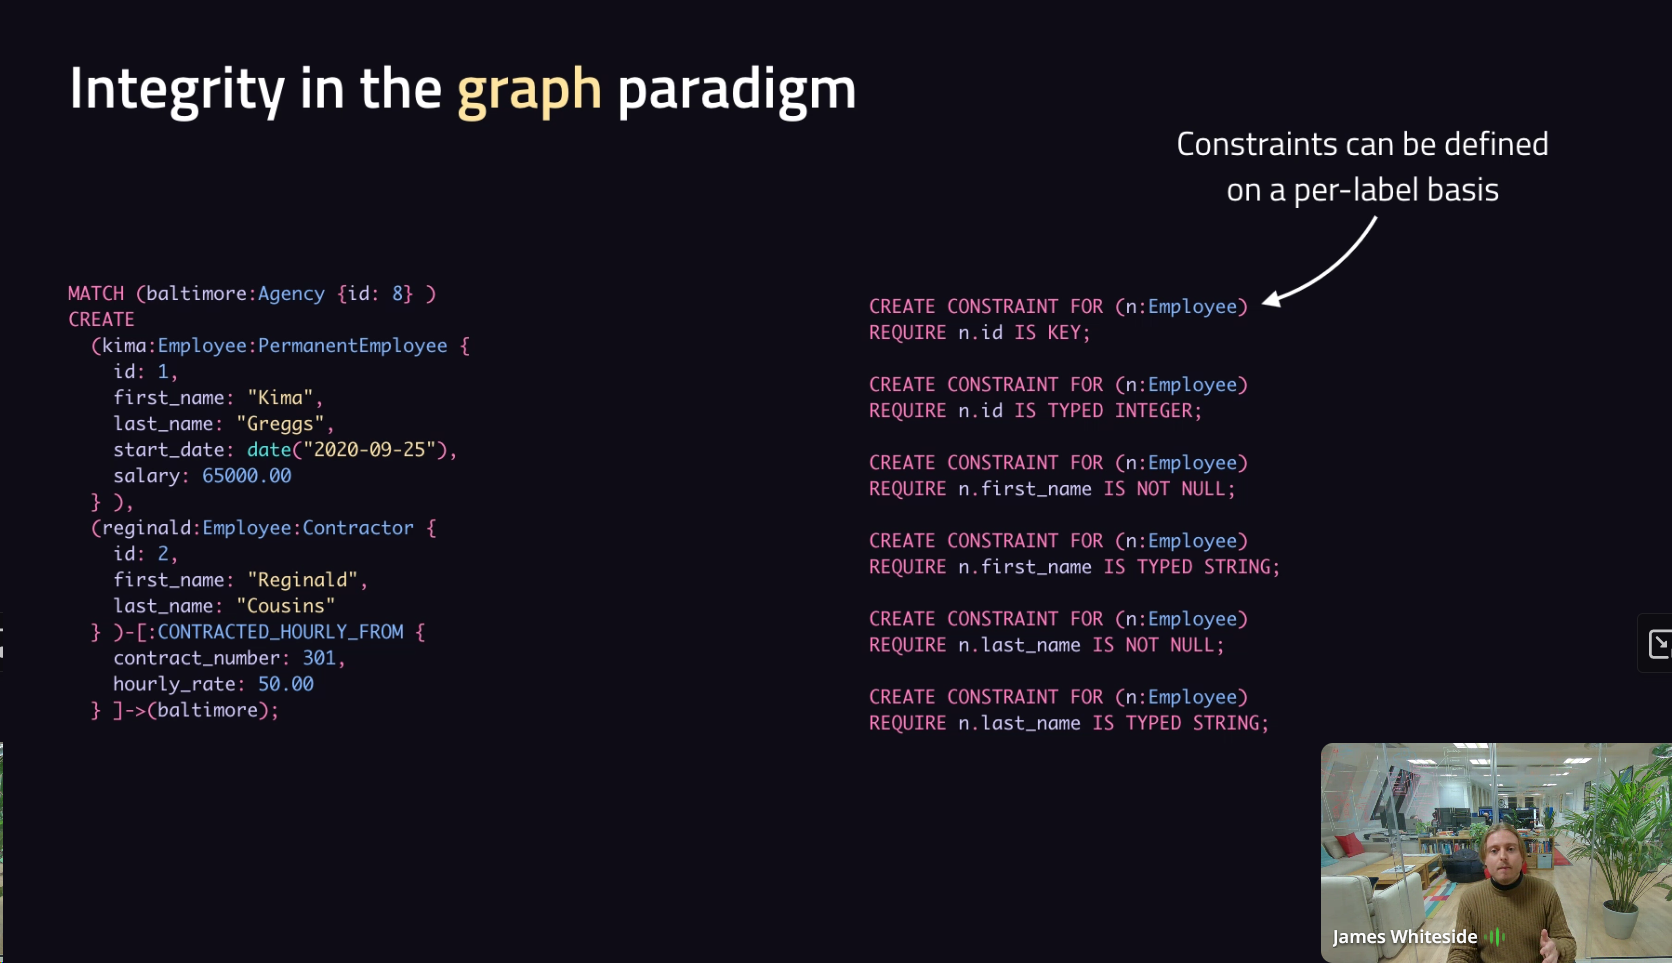 Integrity in the graph paradigm
Constraints can be defined
on a per-label basis
MATCH (baltimore:Agency {id: 8} )
CREATE
  (kima:Employee:PermanentEmployee {
    id: 1,
    first_name: "Kima",
    last_name: "Greggs",
    start_date: date("2020-09-25"),
    salary: 65000.00
  } ),
  (reginald:Employee:Contractor {
    id: 2,
    first_name: "Reginald",
    last_name: "Cousins"
  } )-[:CONTRACTED_HOURLY_FROM {
    contract_number: 301,
    hourly_rate: 50.00
  } ]->(baltimore);
CREATE CONSTRAINT FOR (n:Employee)
REQUIRE n.id IS KEY;
CREATE CONSTRAINT FOR (n:Employee)
REQUIRE n.id IS TYPED INTEGER;
CREATE CONSTRAINT FOR (n:Employee)
REQUIRE n.first_name IS NOT NULL;
CREATE CONSTRAINT FOR (n:Employee)
REQUIRE n.first_name IS TYPED STRING;
CREATE CONSTRAINT FOR (n:Employee)
REQUIRE n.last_name IS NOT NULL;
CREATE CONSTRAINT FOR (n:Employee)
REQUIRE n.last_name IS TYPED STRING;
James Whiteside